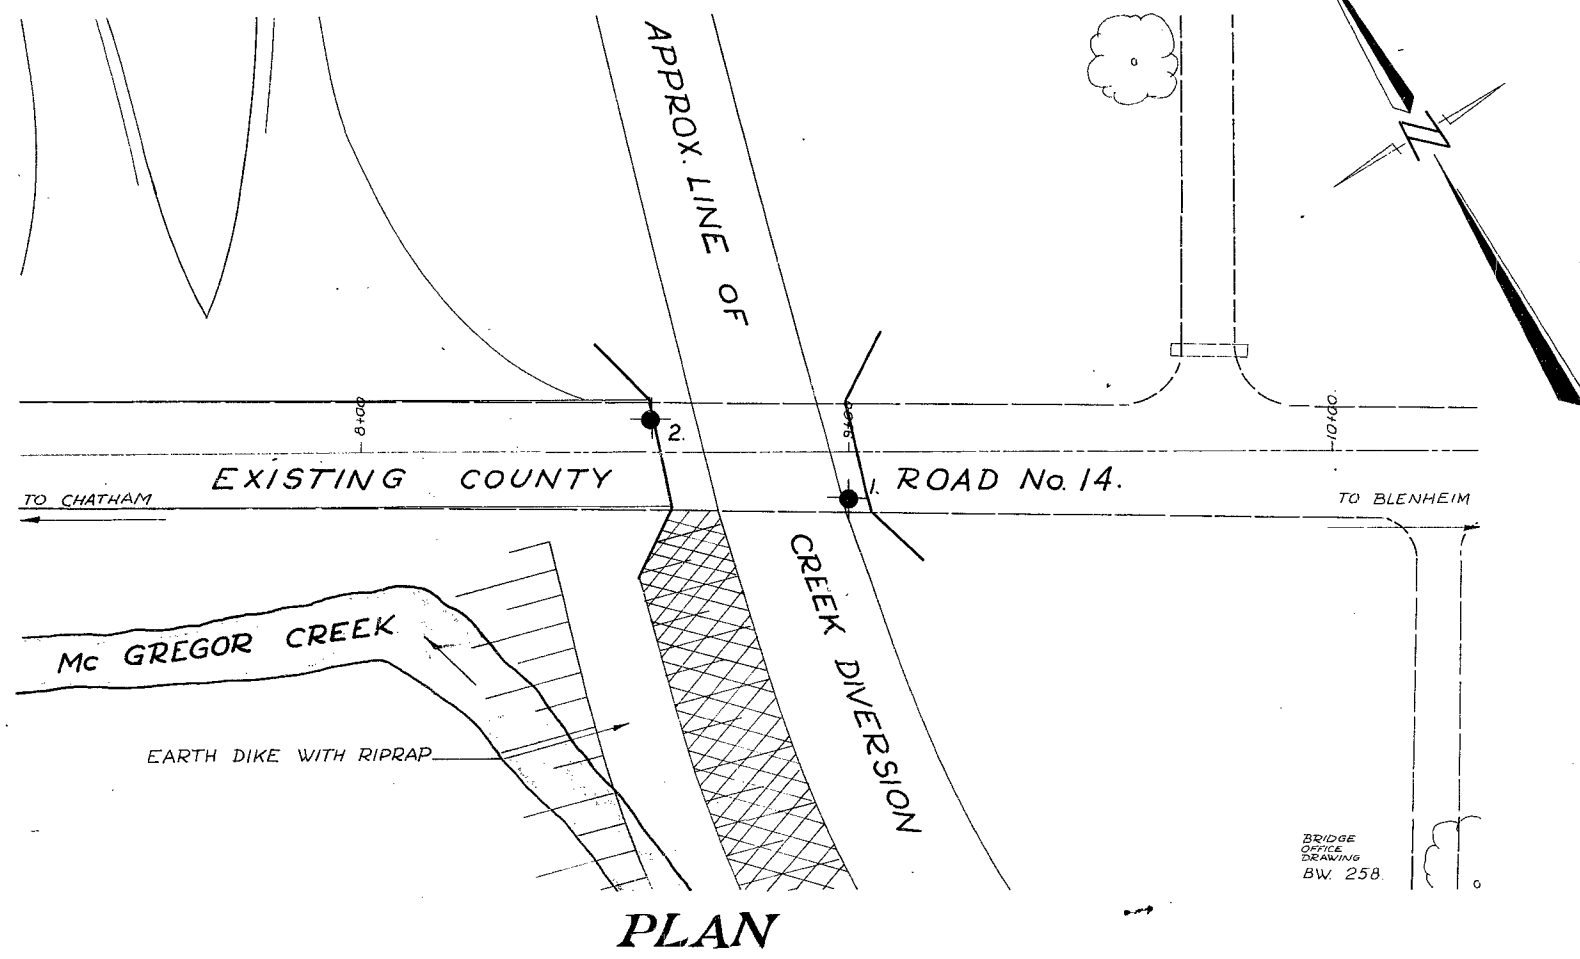 APPROX. LINE OF
CREEK DIVERSION
8+00
9+00
10+00
2.
1.
EXISTING COUNTY ROAD No. 14.
TO CHATHAM
TO BLENHEIM
Mc GREGOR CREEK
EARTH DIKE WITH RIPRAP
BRIDGE
OFFICE
DRAWING
BW. 258.
PLAN